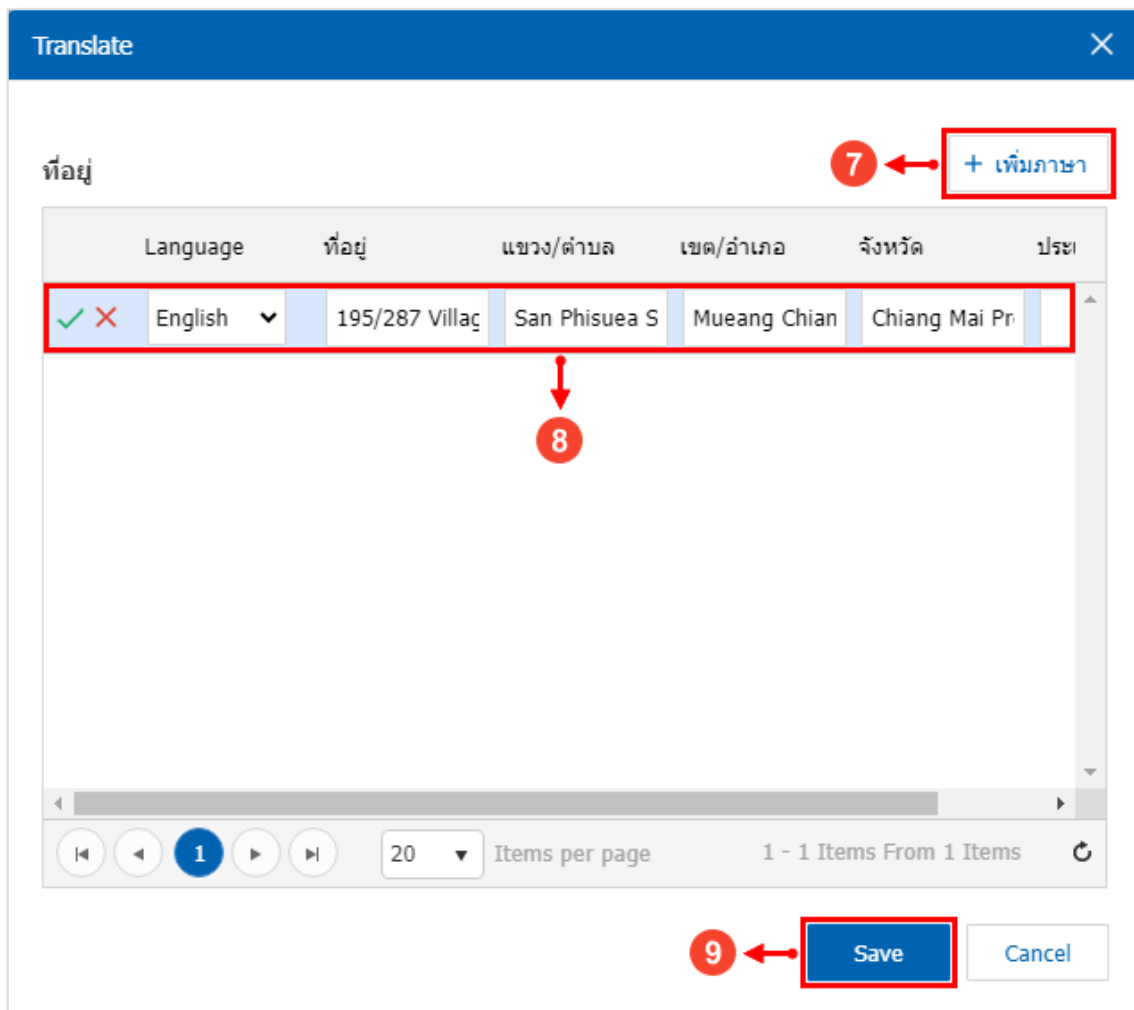 Translate
ที่อยู่
7
+ เพิ่มภาษา
Language ที่อยู่ แขวง/ตำบล เขต/อำเภอ จังหวัด
English 195/287 Villag San Phisuea S Mueang Chian Chiang Mai Pr
8
1 20 Items per page 1 - 1 Items From 1 Items
9 Save Cancel